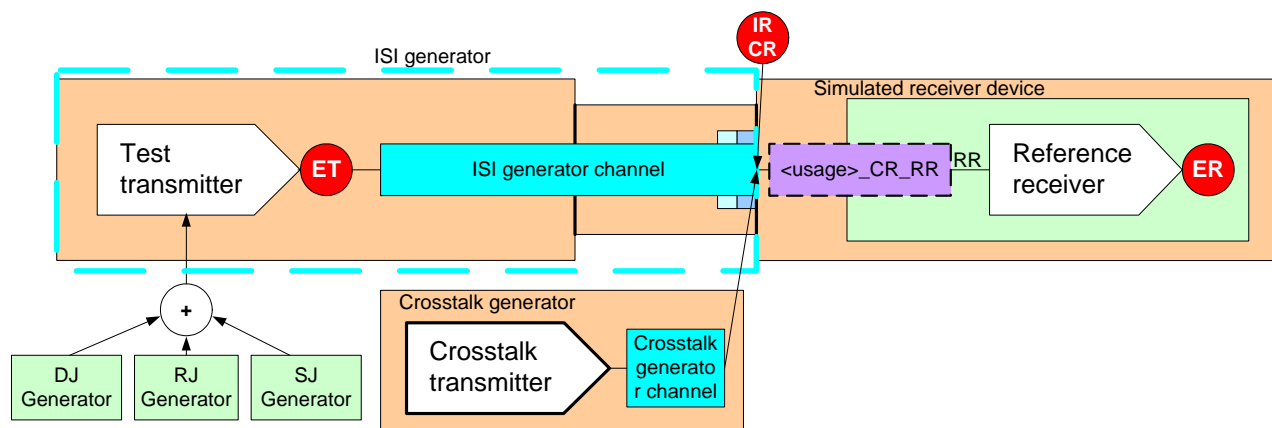 IR
CR
ISI generator
Simulated receiver device
Test
transmitter
ET
ISI generator channel
<usage>_CR_RR
RR
Reference
receiver
ER
+
Crosstalk generator
Crosstalk
transmitter
Crosstalk
generato
r channel
DJ
Generator
RJ
Generator
SJ
Generator